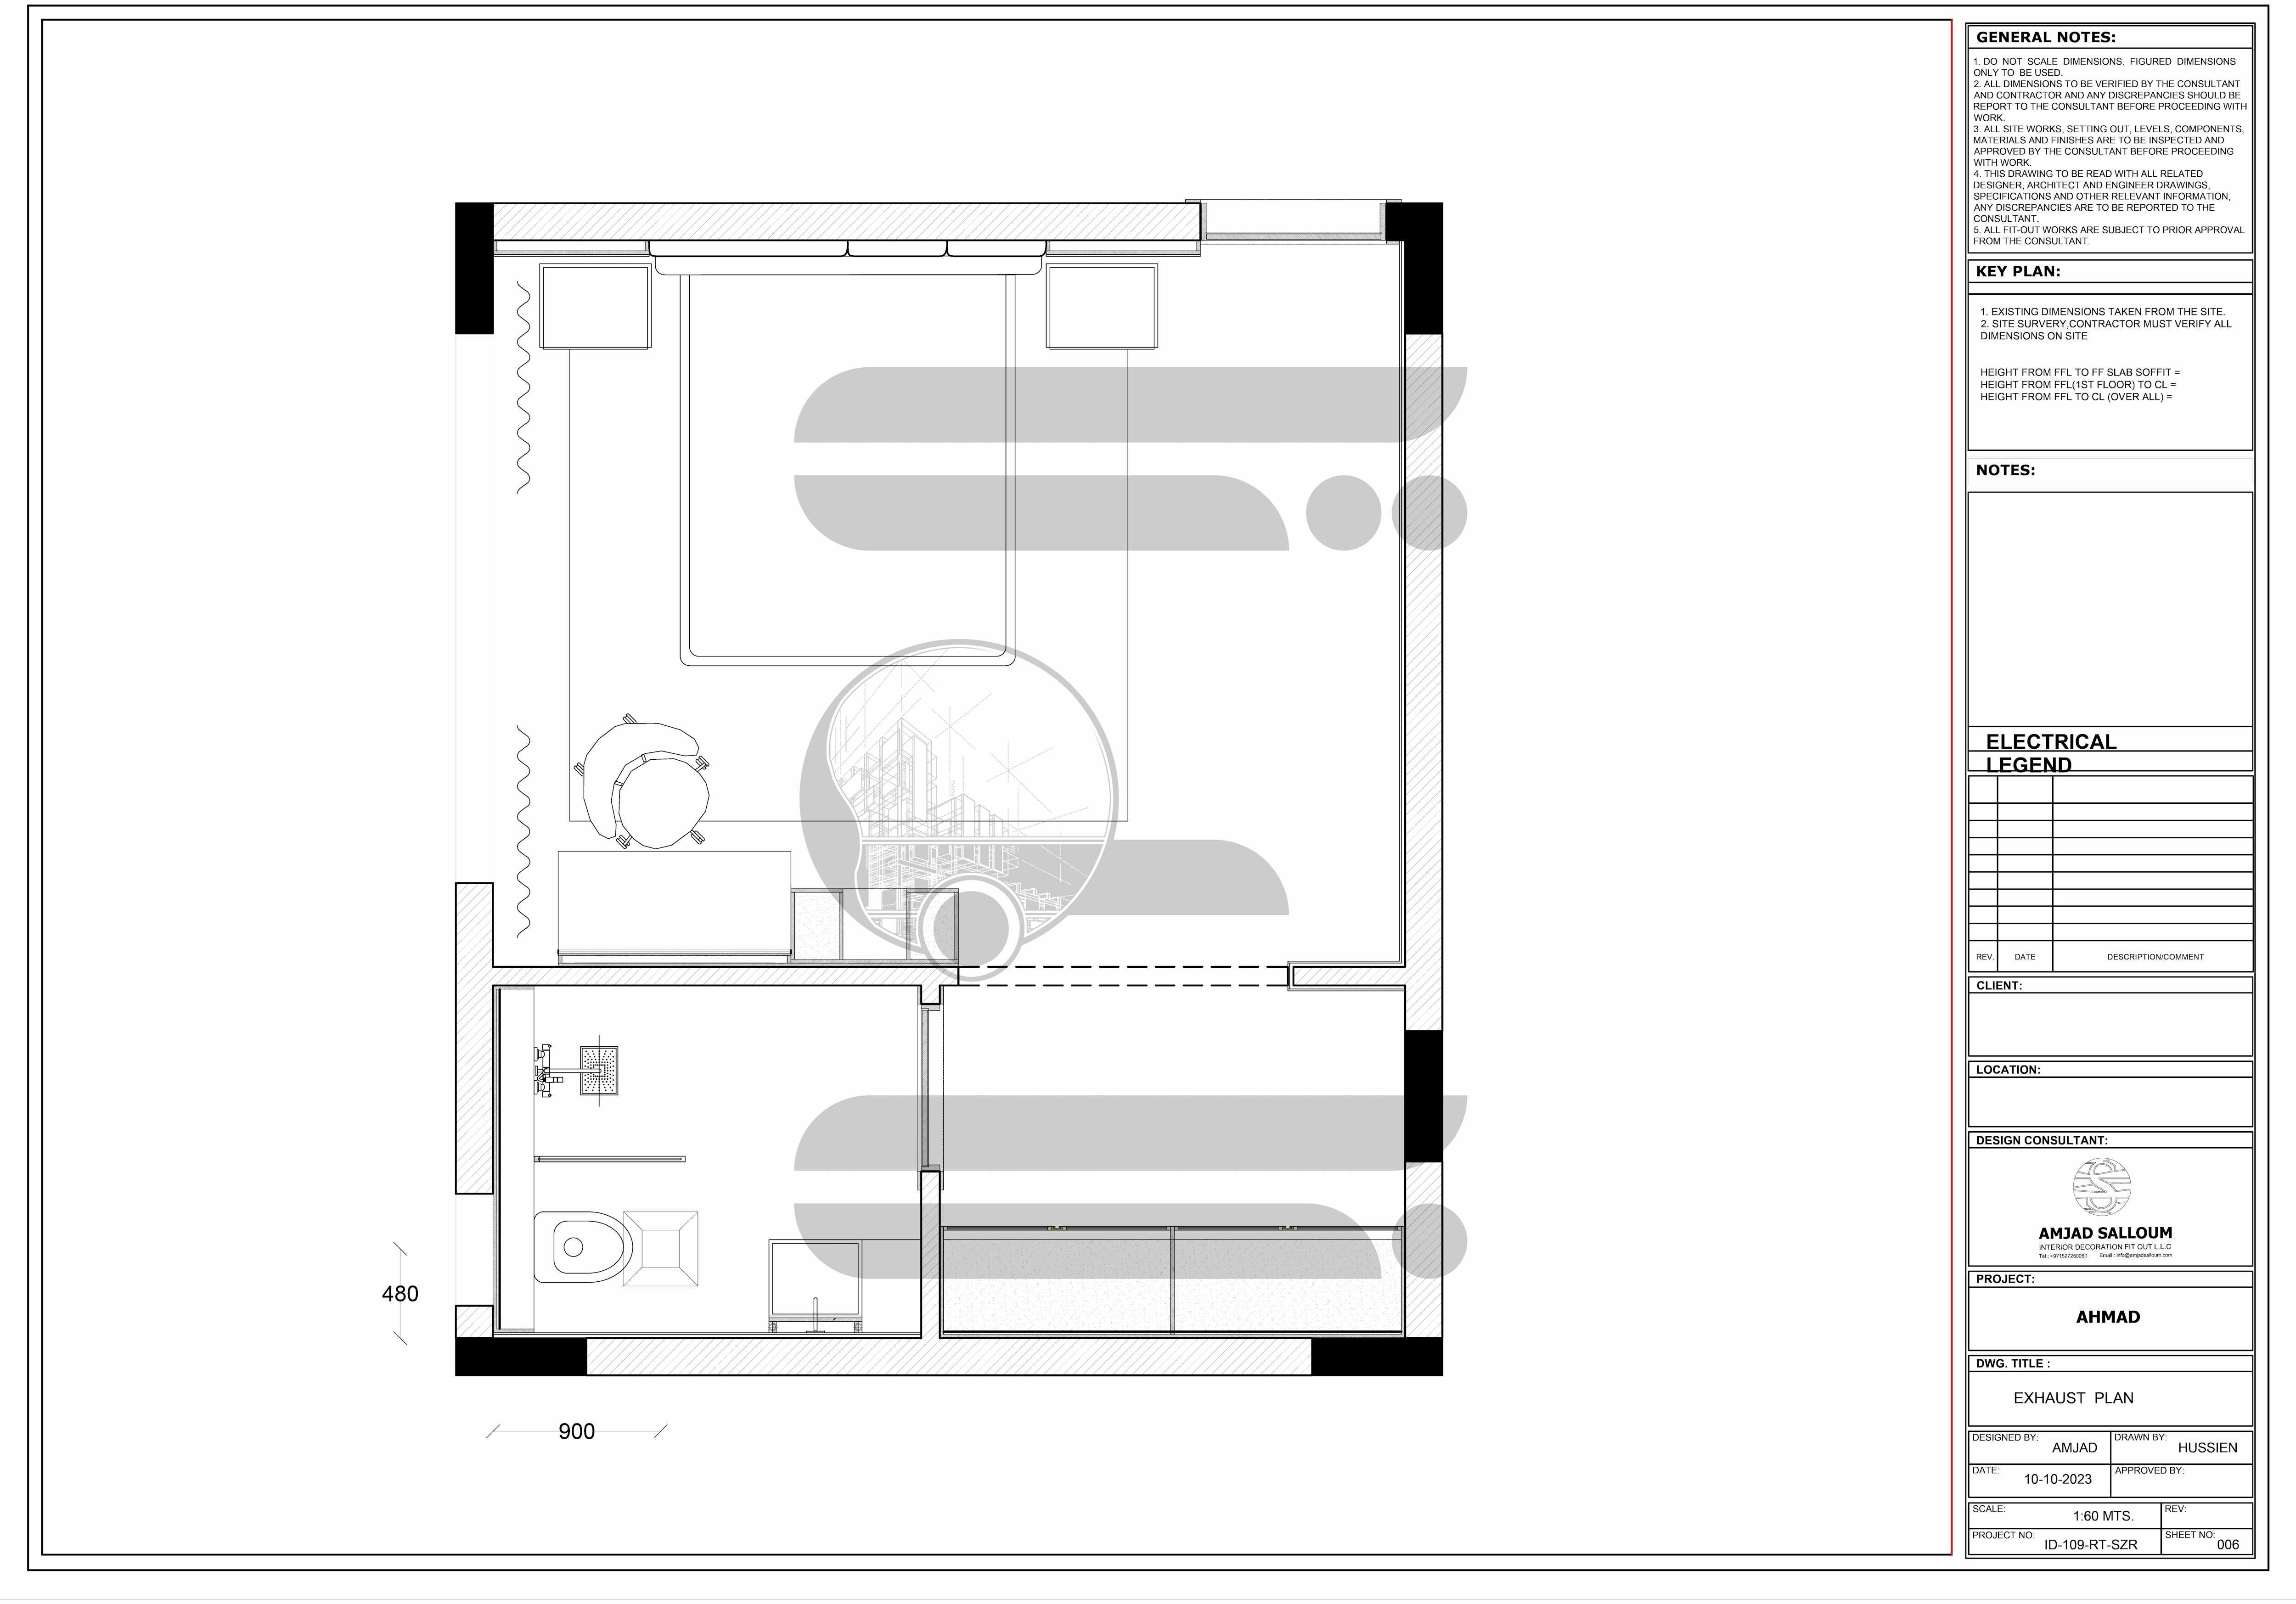 GENERAL NOTES:
1. DO NOT SCALE DIMENSIONS. FIGURED DIMENSIONS
ONLY TO BE USED.
2. ALL DIMENSIONS TO BE VERIFIED BY THE CONSULTANT
AND CONTRACTOR AND ANY DISCREPANCIES SHOULD BE
REPORT TO THE CONSULTANT BEFORE PROCEEDING WITH
WORK.
3. ALL SITE WORKS, SETTING OUT, LEVELS, COMPONENTS,
MATERIALS AND FINISHES ARE TO BE INSPECTED AND
APPROVED BY THE CONSULTANT BEFORE PROCEEDING
WITH WORK.
4. THIS DRAWING TO BE READ WITH ALL RELATED
DESIGNER, ARCHITECT AND ENGINEER DRAWINGS,
SPECIFICATIONS AND OTHER RELEVANT INFORMATION,
ANY DISCREPANCIES ARE TO BE REPORTED TO THE
CONSULTANT.
5. ALL FIT-OUT WORKS ARE SUBJECT TO PRIOR APPROVAL
FROM THE CONSULTANT.
KEY PLAN:
1. EXISTING DIMENSIONS TAKEN FROM THE SITE.
2. SITE SURVERY,CONTRACTOR MUST VERIFY ALL
DIMENSIONS ON SITE
HEIGHT FROM FFL TO FF SLAB SOFFIT =
HEIGHT FROM FFL(1ST FLOOR) TO CL =
HEIGHT FROM FFL TO CL (OVER ALL) =
NOTES:
ELECTRICAL
LEGEND
REV. DATE DESCRIPTION/COMMENT
CLIENT:
LOCATION:
DESIGN CONSULTANT:
AMJAD SALLOUM
INTERIOR DECORATION FIT OUT L.L.C
Tel : +971527250060 Email : info@amjadsalloum.com
PROJECT:
AHMAD
DWG. TITLE :
EXHAUST PLAN
DESIGNED BY: AMJAD DRAWN BY: HUSSIEN
DATE: 10-10-2023 APPROVED BY:
SCALE: 1:60 MTS. REV:
PROJECT NO: ID-109-RT-SZR SHEET NO: 006
480
900